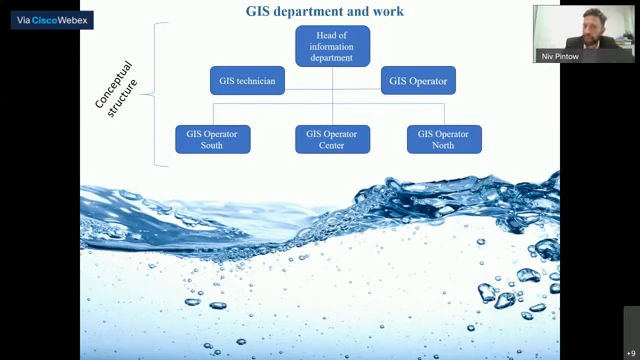 Via CiscoWebex
GIS department and work
Niv Pintow
Conceptual
structure
Head of
information
department
GIS technician
GIS Operator
GIS Operator
South
GIS Operator
Center
GIS Operator
North
+9